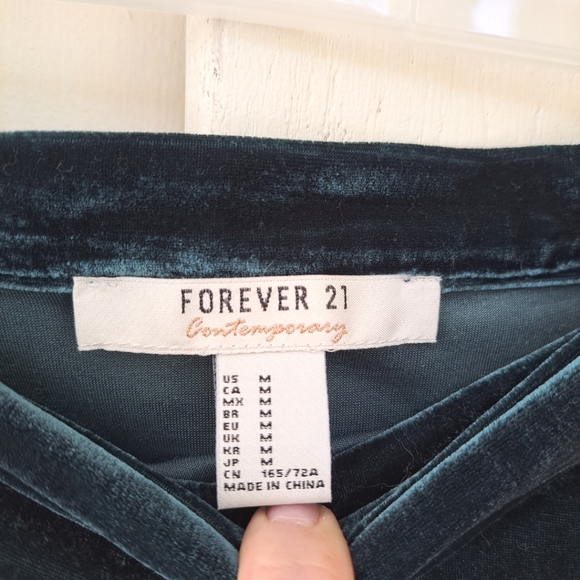 FOREVER 21
Contemporary
US M
CA M
MX M
BR M
EU M
UK M
KR M
JP M
CN 165/72A
MADE IN CHINA